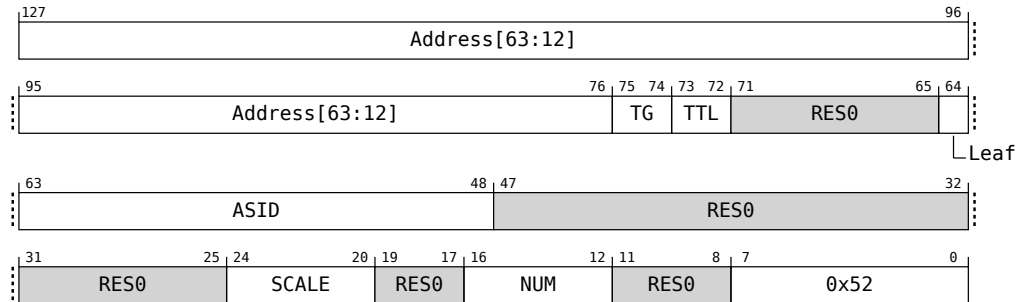 127 96
Address[63:12]
95 76 75 74 73 72 71 65 64
Address[63:12] TG TTL RES0
Leaf
63 48 47 32
ASID RES0
31 25 24 20 19 17 16 12 11 8 7 0
RES0 SCALE RES0 NUM RES0 0x52